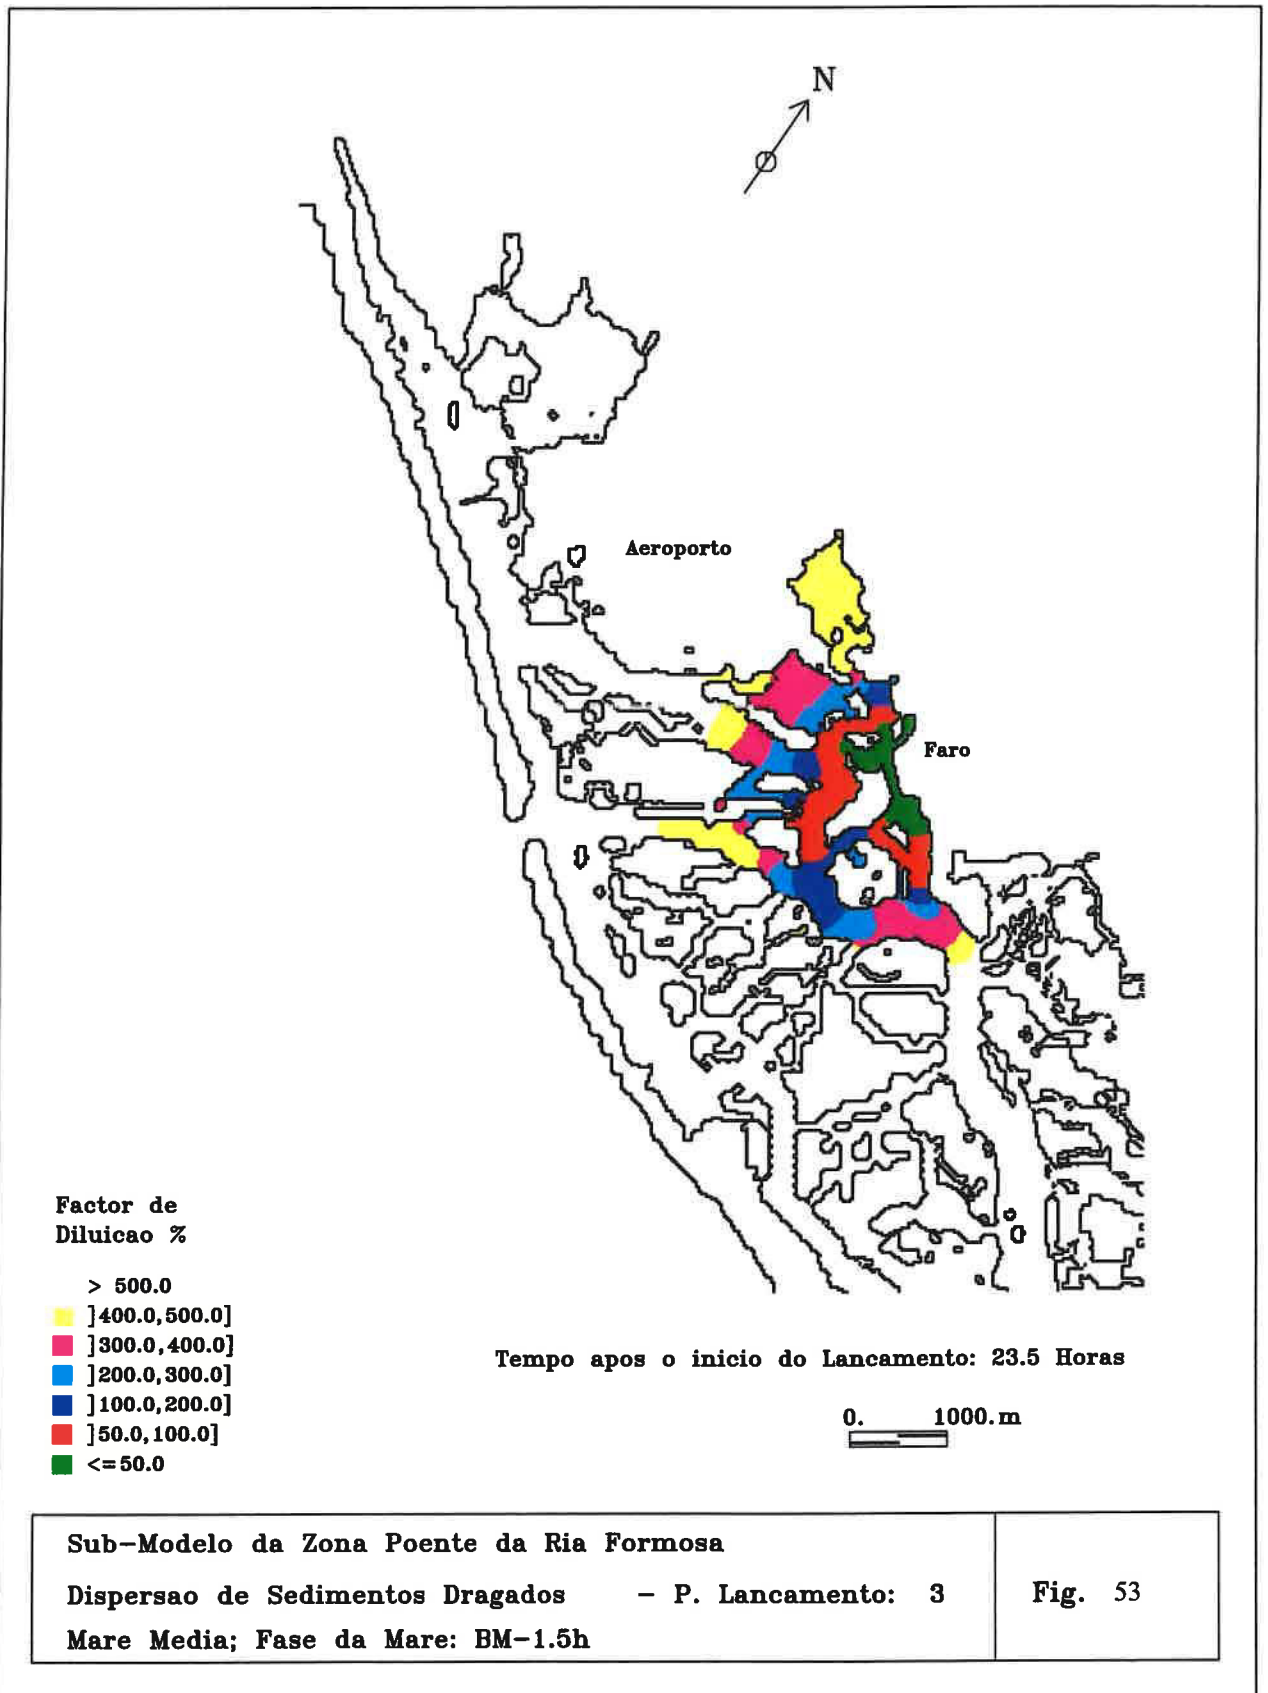 N
Aeroporto
Faro
Factor de
Diluicao %
> 500.0
]400.0,500.0]
]300.0,400.0]
]200.0,300.0]
]100.0,200.0]
]50.0,100.0]
<=50.0
Tempo apos o inicio do Lancamento: 23.5 Horas
0. 1000.m
Sub-Modelo da Zona Poente da Ria Formosa
Dispersao de Sedimentos Dragados - P. Lancamento: 3
Mare Media; Fase da Mare: BM-1.5h
Fig. 53